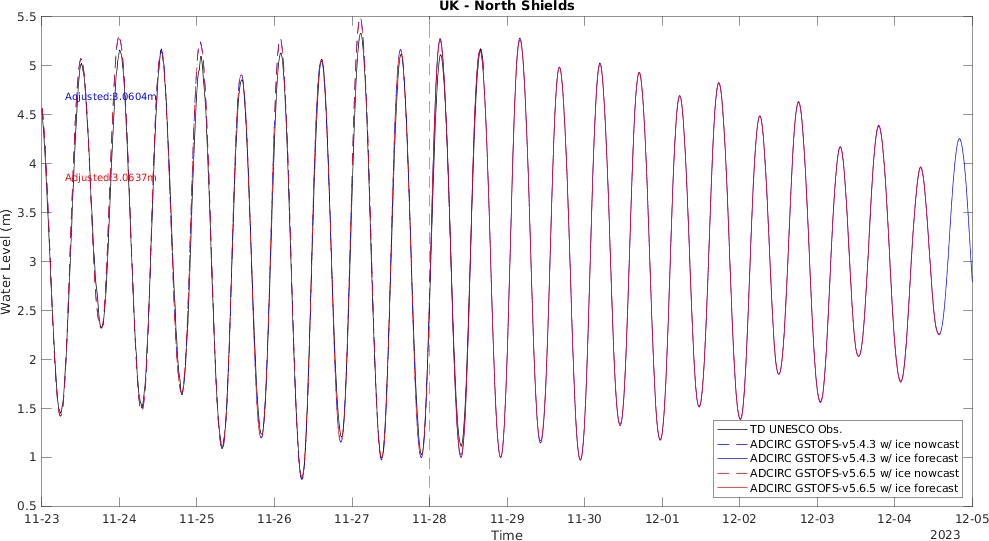 UK - North Shields
5.5
5
4.5
4
3.5
3
2.5
2
1.5
1
0.5
Water Level (m)
Adjusted:3.0604m
Adjusted:3.0637m
TD UNESCO Obs.
ADCIRC GSTOFS-v5.4.3 w/ ice nowcast
ADCIRC GSTOFS-v5.4.3 w/ ice forecast
ADCIRC GSTOFS-v5.6.5 w/ ice nowcast
ADCIRC GSTOFS-v5.6.5 w/ ice forecast
11-23 11-24 11-25 11-26 11-27 11-28 11-29 11-30 12-01 12-02 12-03 12-04 12-05
2023
Time